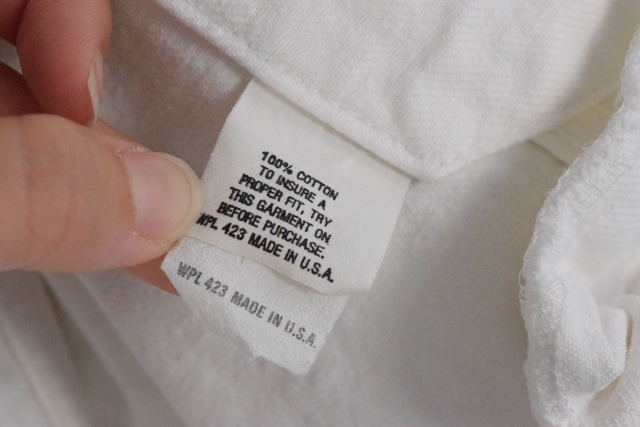 100% COTTON
TO INSURE A
PROPER FIT, TRY
THIS GARMENT ON
BEFORE PURCHASE.
WPL 423 MADE IN U.S.A.
WPL 423 MADE IN U.S.A.